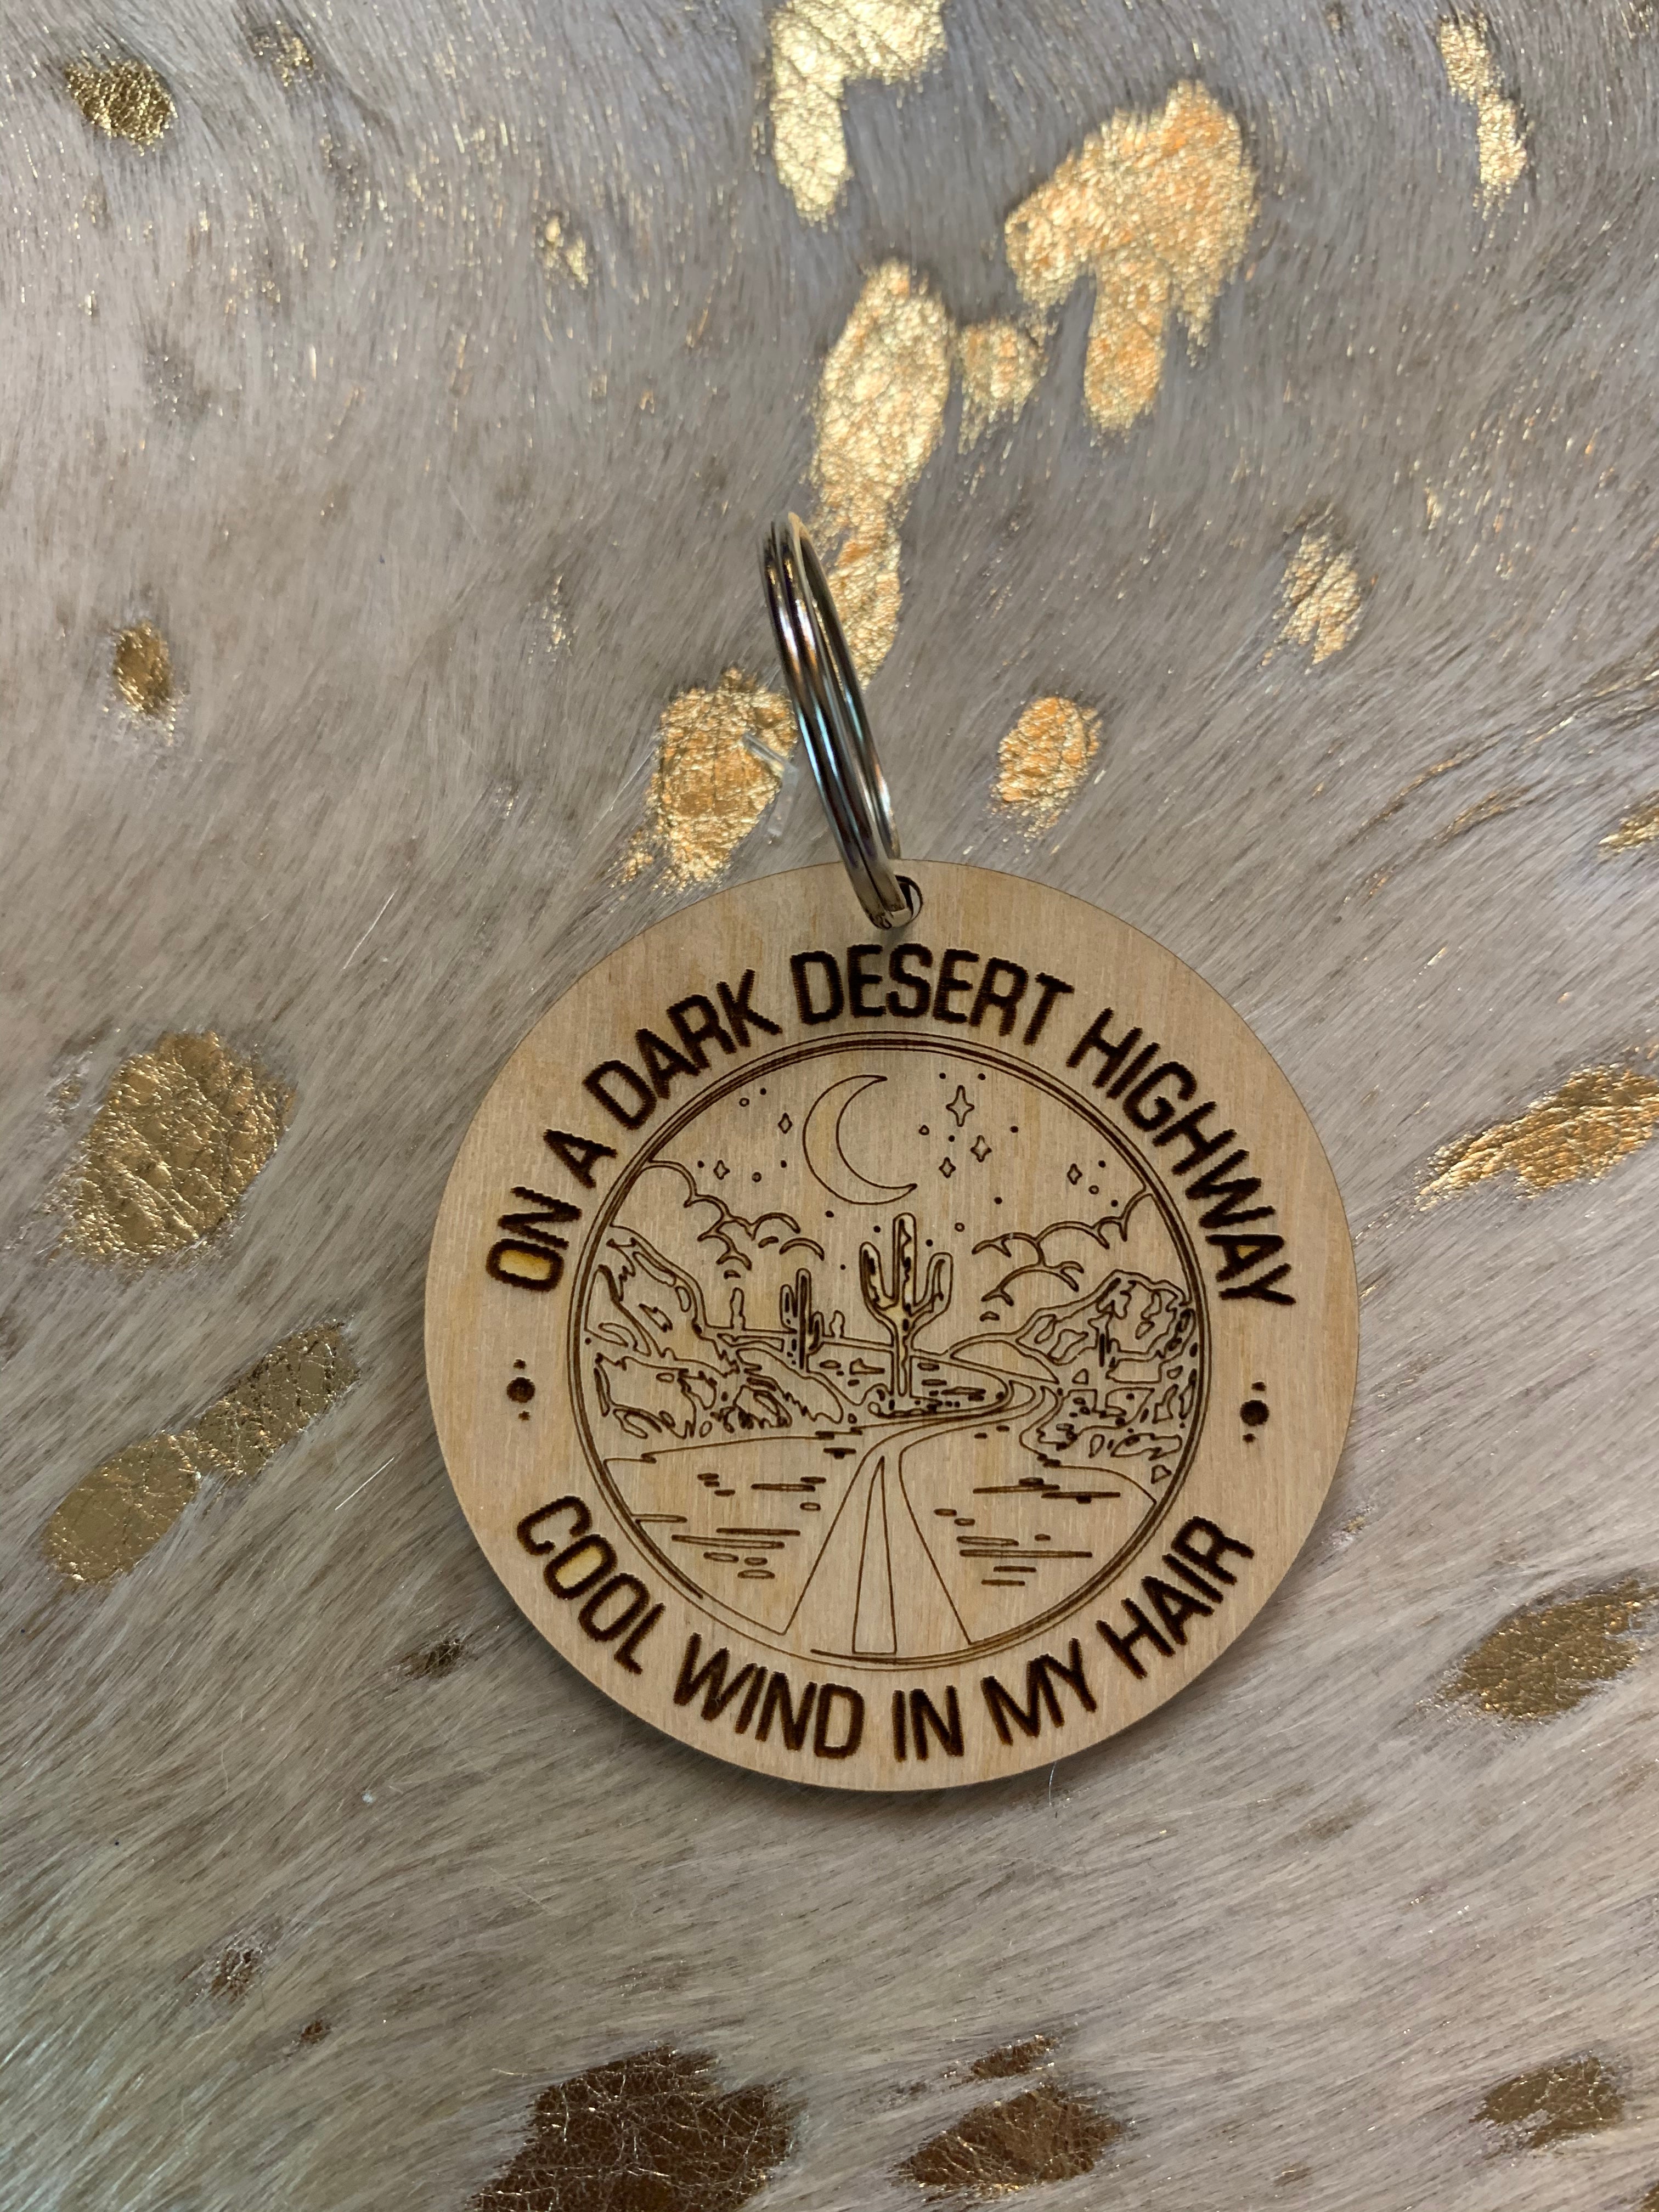 ON A DARK DESERT HIGHWAY
COOL WIND IN MY HAIR